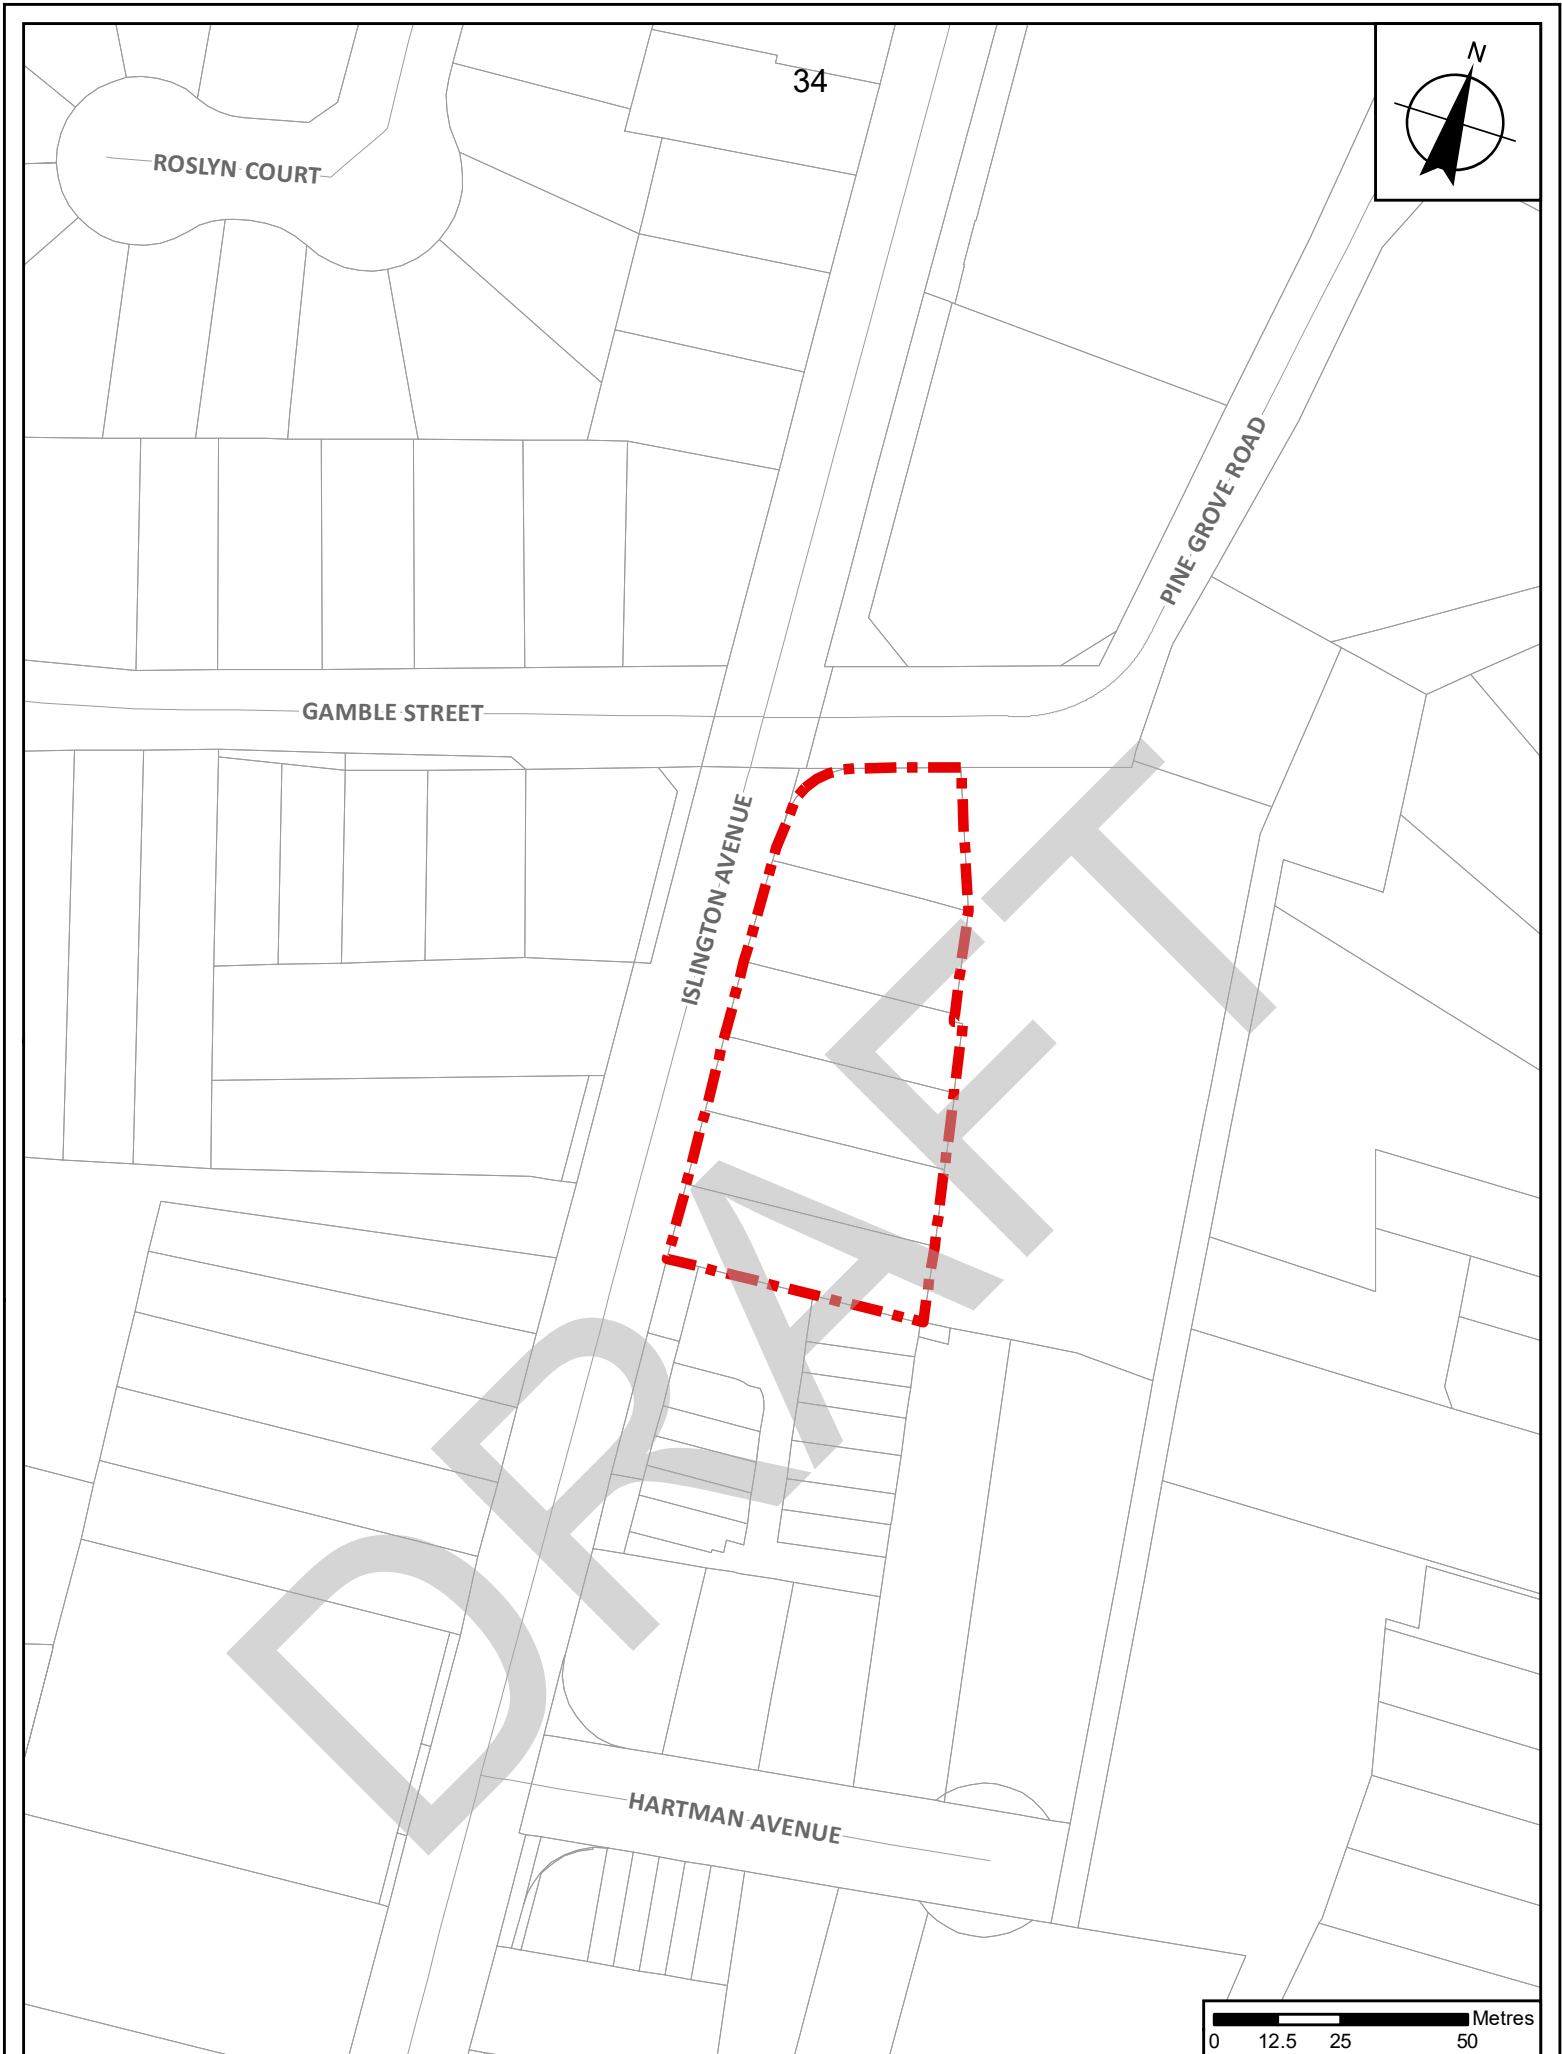 34
N
ROSLYN COURT
PINE GROVE ROAD
GAMBLE STREET
ISLINGTON AVENUE
DRAFT
HARTMAN AVENUE
Metres
0 12.5 25 50